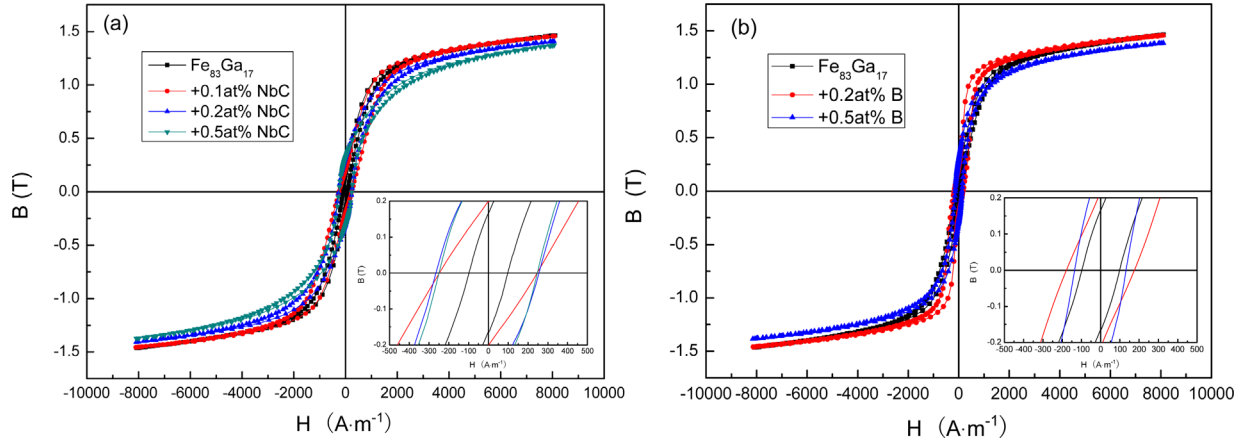 (a)
Fe83Ga17
+0.1at% NbC
+0.2at% NbC
+0.5at% NbC
1.5
1.0
0.5
0.0
-0.5
-1.0
-1.5
B (T)
-10000 -8000 -6000 -4000 -2000 0 2000 4000 6000 8000 10000
H (A·m-1)
0.2
0.1
0.0
-0.1
-0.2
B (T)
-500 -400 -300 -200 -100 0 100 200 300 400 500
H (A·m-1)
(b)
Fe83Ga17
+0.2at% B
+0.5at% B
1.5
1.0
0.5
0.0
-0.5
-1.0
-1.5
B (T)
-10000 -8000 -6000 -4000 -2000 0 2000 4000 6000 8000 10000
H (A·m-1)
0.2
0.1
0.0
-0.1
-0.2
B (T)
-500 -400 -300 -200 -100 0 100 200 300 400 500
H (A·m-1)